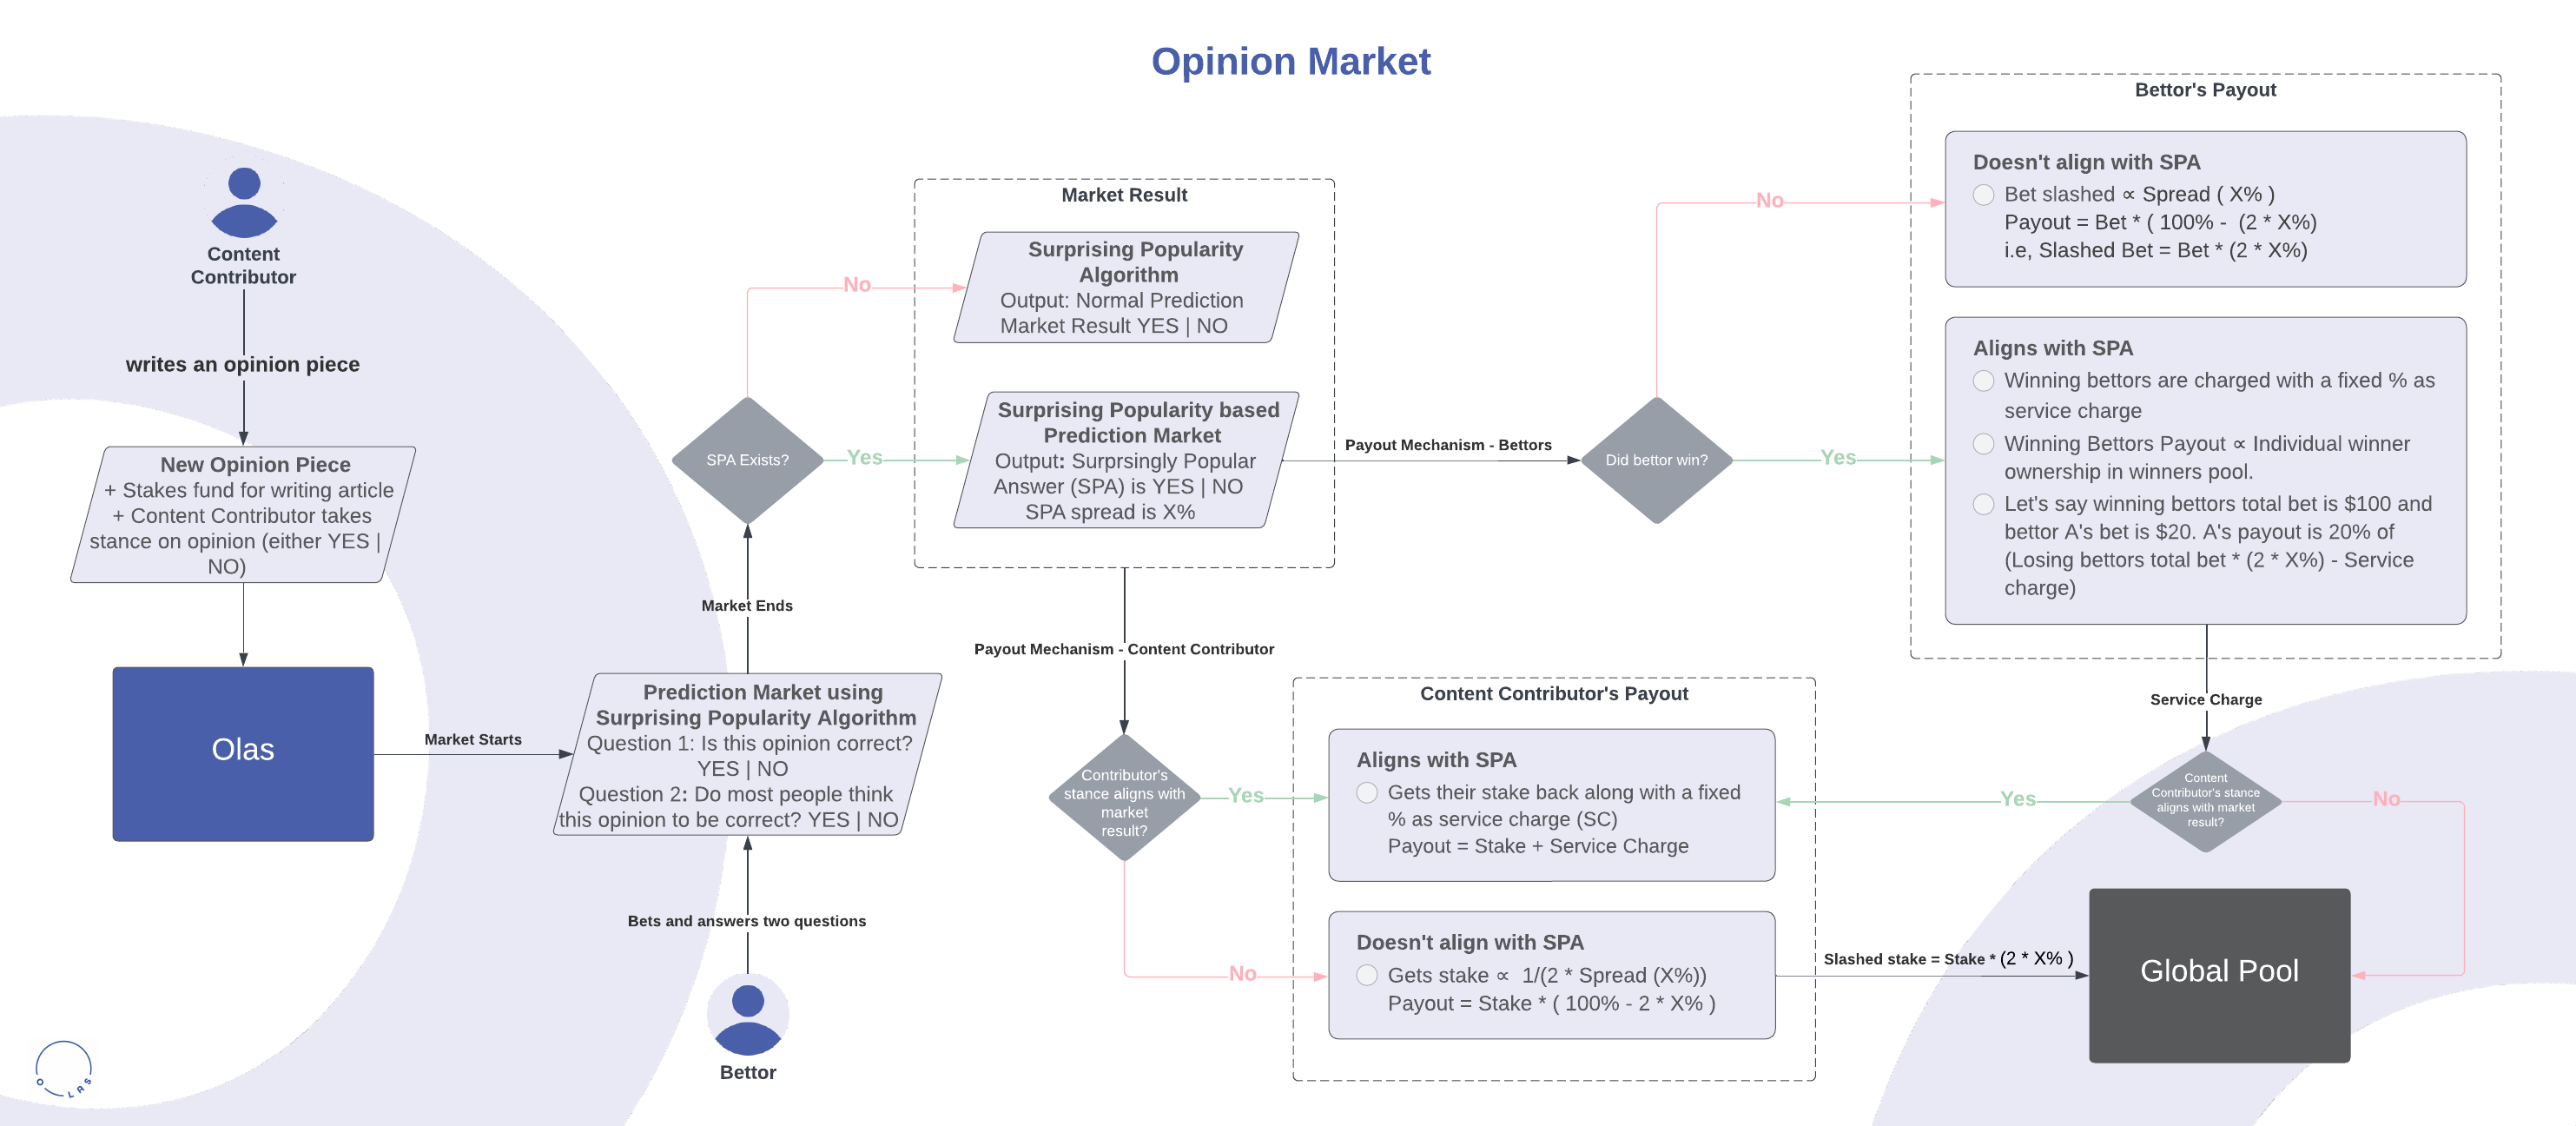 Opinion Market
Content
Contributor
writes an opinion piece
New Opinion Piece
+ Stakes fund for writing article
+ Content Contributor takes
stance on opinion (either YES |
NO)
Olas
Market Starts
Prediction Market using
Surprising Popularity Algorithm
Question 1: Is this opinion correct?
YES | NO
Question 2: Do most people think
this opinion to be correct? YES | NO
Bets and answers two questions
Bettor
Market Ends
SPA Exists?
No
Yes
Market Result
Surprising Popularity
Algorithm
Output: Normal Prediction
Market Result YES | NO
Surprising Popularity based
Prediction Market
Output: Surprsingly Popular
Answer (SPA) is YES | NO
SPA spread is X%
Payout Mechanism - Bettors
Did bettor win?
No
Yes
Bettor's Payout
Doesn't align with SPA
Bet slashed ∝ Spread ( X% )
Payout = Bet * ( 100% - (2 * X%)
i.e, Slashed Bet = Bet * (2 * X%)
Aligns with SPA
Winning bettors are charged with a fixed % as
service charge
Winning Bettors Payout ∝ Individual winner
ownership in winners pool.
Let's say winning bettors total bet is $100 and
bettor A's bet is $20. A's payout is 20% of
(Losing bettors total bet * (2 * X%) - Service
charge)
Payout Mechanism - Content Contributor
Contributor's
stance aligns with
market
result?
Yes
No
Content Contributor's Payout
Aligns with SPA
Gets their stake back along with a fixed
% as service charge (SC)
Payout = Stake + Service Charge
Doesn't align with SPA
Gets stake ∝ 1/(2 * Spread (X%))
Payout = Stake * ( 100% - 2 * X% )
Service Charge
Content
Contributor's stance
aligns with market
result?
Yes
No
Slashed stake = Stake * (2 * X% )
Global Pool
O LAS